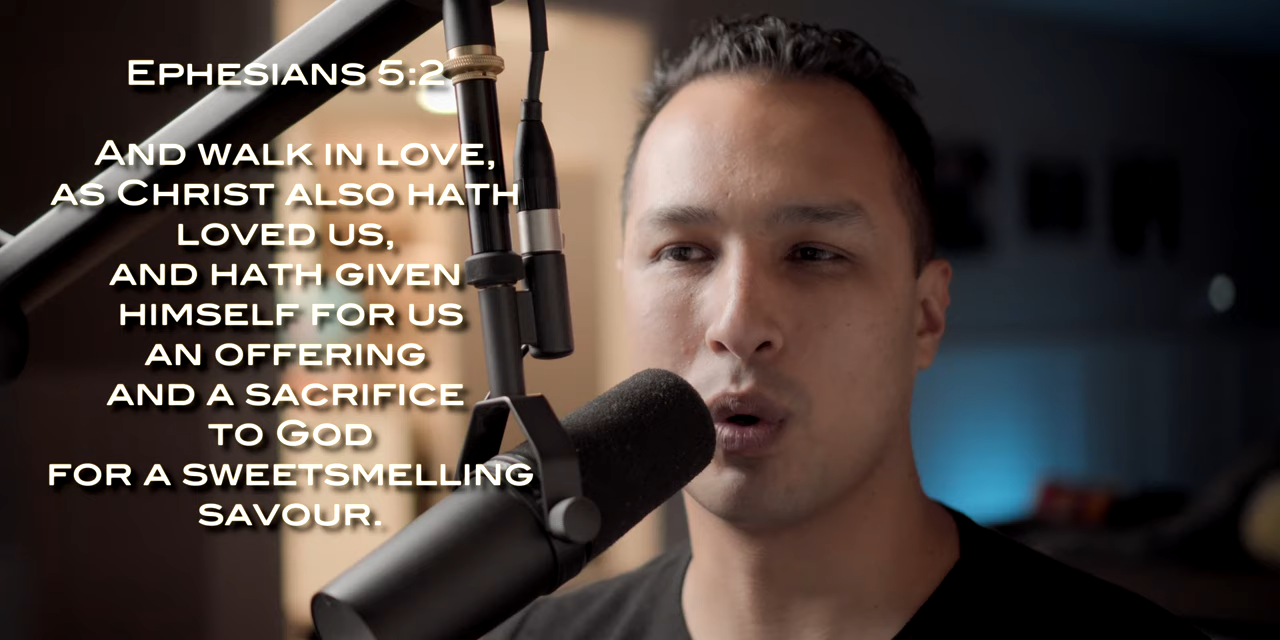 Ephesians 5:2
And walk in love,
as Christ also hath
loved us,
and hath given
himself for us
an offering
and a sacrifice
to God
for a sweetsmelling
savour.